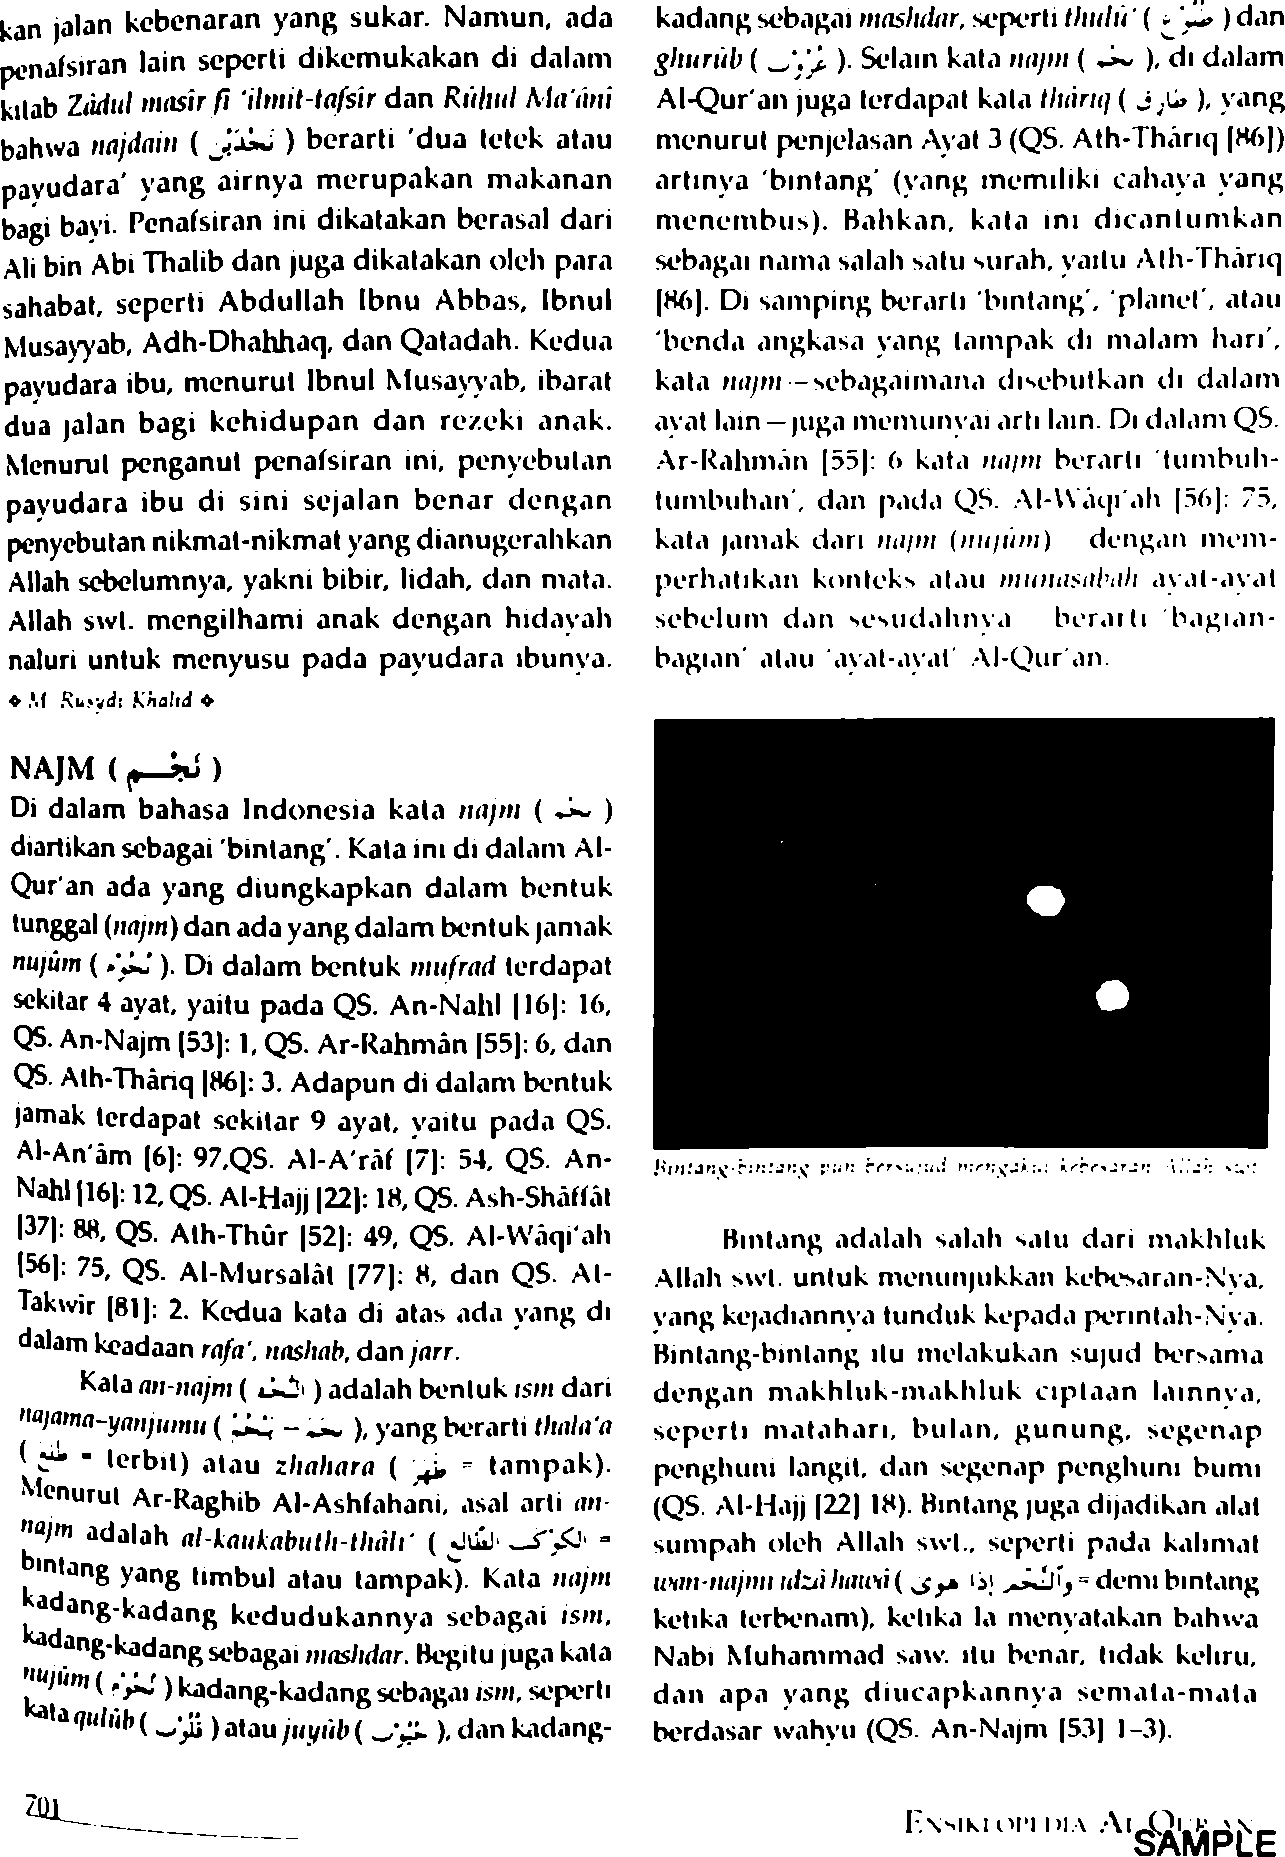 kan jalan kebenaran yang sukar. Namun, ada
penafsiran lain seperti dikemukakan di dalam
kitab Zâdul masîr fî 'ilmit-tafsîr dan Rûhul Ma'ânî
bahwa najdain ( نَجْدَيْنِ ) berarti 'dua tetek atau
payudara' yang airnya merupakan makanan
bagi bayi. Penafsiran ini dikatakan berasal dari
Ali bin Abi Thalib dan juga dikatakan oleh para
sahabat, seperti Abdullah Ibnu Abbas, Ibnul
Musayyab, Adh-Dhahhaq, dan Qatadah. Kedua
payudara ibu, menurut Ibnul Musayyab, ibarat
dua jalan bagi kehidupan dan rezeki anak.
Menurut penganut penafsiran ini, penyebutan
payudara ibu di sini sejalan benar dengan
penyebutan nikmat-nikmat yang dianugerahkan
Allah sebelumnya, yakni bibir, lidah, dan mata.
Allah swt. mengilhami anak dengan hidayah
naluri untuk menyusu pada payudara ibunya.
❖ M. Rusydi Khalid ❖
NAJM ( نَجْـــم )
Di dalam bahasa Indonesia kata najm ( نجم )
diartikan sebagai 'bintang'. Kata ini di dalam Al-
Qur'an ada yang diungkapkan dalam bentuk
tunggal (najm) dan ada yang dalam bentuk jamak
nujûm ( نُجُوْم ). Di dalam bentuk mufrad terdapat
sekitar 4 ayat, yaitu pada QS. An-Nahl [16]: 16,
QS. An-Najm [53]: 1, QS. Ar-Rahmân [55]: 6, dan
QS. Ath-Thâriq [86]: 3. Adapun di dalam bentuk
jamak terdapat sekitar 9 ayat, yaitu pada QS.
Al-An'âm [6]: 97,QS. Al-A'râf [7]: 54, QS. An-
Nahl [16]: 12, QS. Al-Hajj [22]: 18, QS. Ash-Shâffât
[37]: 88, QS. Ath-Thûr [52]: 49, QS. Al-Wâqi'ah
[56]: 75, QS. Al-Mursalât [77]: 8, dan QS. At-
Takwir [81]: 2. Kedua kata di atas ada yang di
dalam keadaan rafa', nashab, dan jarr.
Kata an-najm ( النَّجْم ) adalah bentuk ism dari
najama-yanjumu ( نَجَمَ – يَنْجُمُ ), yang berarti thala'a
( طَلَعَ = terbit) atau zhahara ( ظَهَرَ = tampak).
Menurut Ar-Raghib Al-Ashfahani, asal arti an-
najm adalah al-kaukabuth-thâli' ( الْكَوْكَبُ الطَّالِع =
bintang yang timbul atau tampak). Kata najm
kadang-kadang kedudukannya sebagai ism,
kadang-kadang sebagai mashdar. Begitu juga kata
nujûm ( نُجُوْم ) kadang-kadang sebagai ism, seperti
kata qulûb ( قُلُوْب ) atau juyûb ( جُيُوْب ), dan kadang-
kadang sebagai mashdar, seperti thulû' ( طُلُوْع ) dan
ghurûb ( غُرُوْب ). Selain kata najm ( نجم ), di dalam
Al-Qur'an juga terdapat kata thâriq ( طَارِق ), yang
menurut penjelasan Ayat 3 (QS. Ath-Thâriq [86])
artinya 'bintang' (yang memiliki cahaya yang
menembus). Bahkan, kata ini dicantumkan
sebagai nama salah satu surah, yaitu Ath-Thâriq
[86]. Di samping berarti 'bintang', 'planet', atau
'benda angkasa yang tampak di malam hari',
kata najm – sebagaimana disebutkan di dalam
ayat lain – juga mempunyai arti lain. Di dalam QS.
Ar-Rahmân [55]: 6 kata najm berarti 'tumbuh-
tumbuhan', dan pada QS. Al-Wâqi'ah [56]: 75,
kata jamak dari najm (nujûm) dengan mem-
perhatikan konteks atau munasabah ayat-ayat
sebelum dan sesudahnya berarti 'bagian-
bagian' atau 'ayat-ayat' Al-Qur'an.
Bintang-bintang pun bersujud mengakui kebesaran Allah swt.
Bintang adalah salah satu dari makhluk
Allah swt. untuk menunjukkan kebesaran-Nya,
yang kejadiannya tunduk kepada perintah-Nya.
Bintang-bintang itu melakukan sujud bersama
dengan makhluk-makhluk ciptaan lainnya,
seperti matahari, bulan, gunung, segenap
penghuni langit, dan segenap penghuni bumi
(QS. Al-Hajj [22] 18). Bintang juga dijadikan alat
sumpah oleh Allah swt., seperti pada kalimat
wan-najmi idzâ hawâ ( وَالنَّجْمِ إِذَا هَوَى = demi bintang
ketika terbenam), ketika Ia menyatakan bahwa
Nabi Muhammad saw. itu benar, tidak keliru,
dan apa yang diucapkannya semata-mata
berdasar wahyu (QS. An-Najm [53] 1-3).
701
ENSIKLOPEDIA AL-QUR'AN
SAMPLE